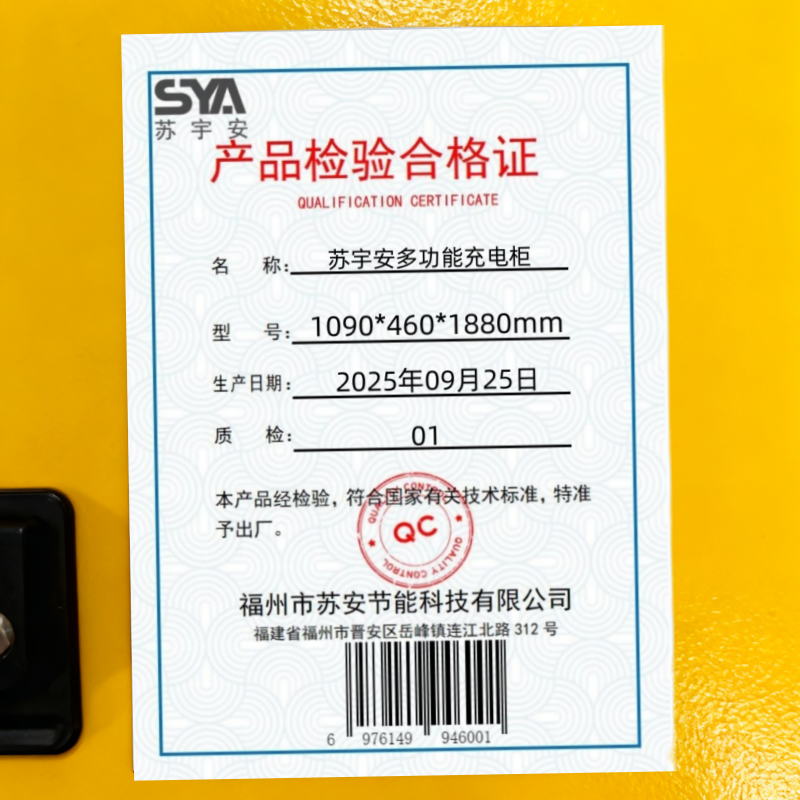 SYA
苏宇安
产品检验合格证
QUALIFICATION CERTIFICATE
名 称：苏宇安多功能充电柜
型 号：1090*460*1880mm
生产日期：2025年09月25日
质 检：01
本产品经检验，符合国家有关技术标准，特准
予出厂。
QUALITY CONTROL
QC
QUALITY CONTROL
福州市苏安节能科技有限公司
福建省福州市晋安区岳峰镇连江北路 312 号
6 976149 946001